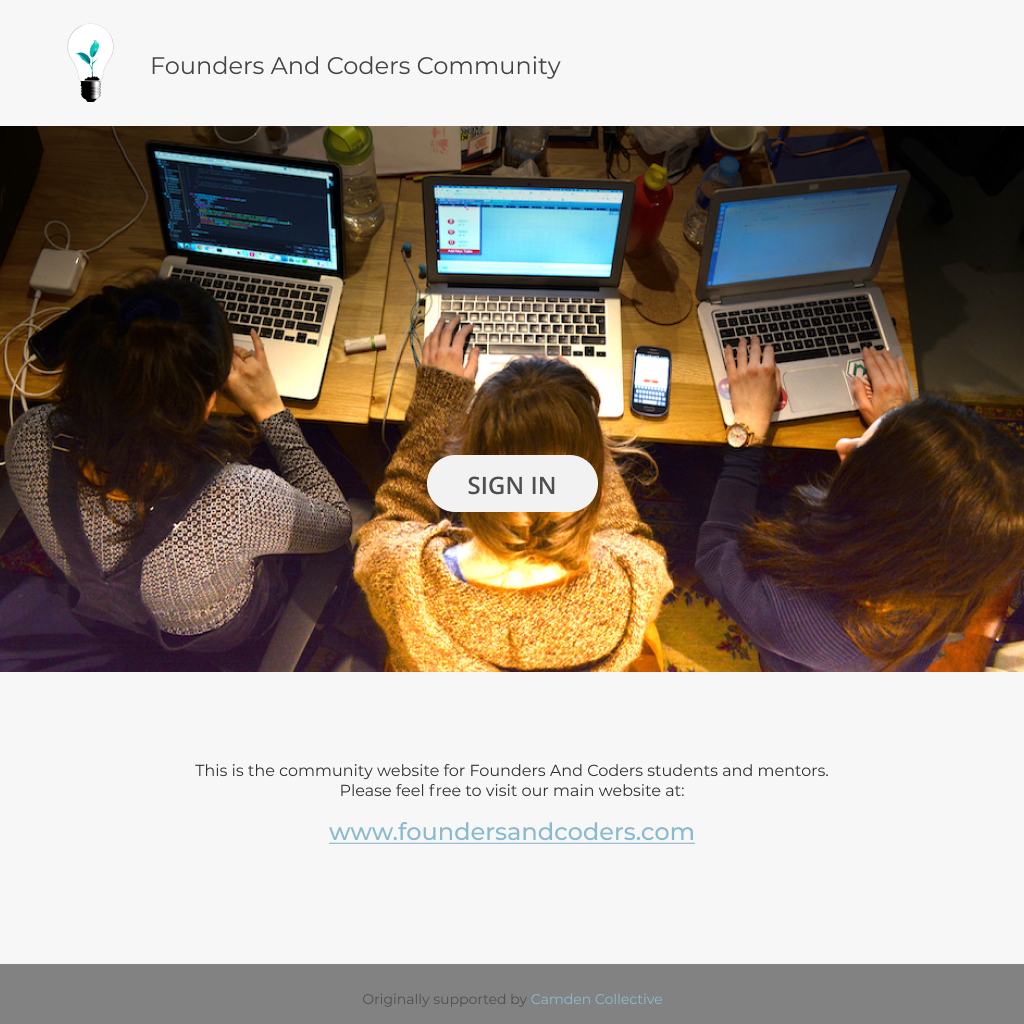 Founders And Coders Community
SIGN IN
This is the community website for Founders And Coders students and mentors.
Please feel free to visit our main website at:
www.foundersandcoders.com
Originally supported by Camden Collective